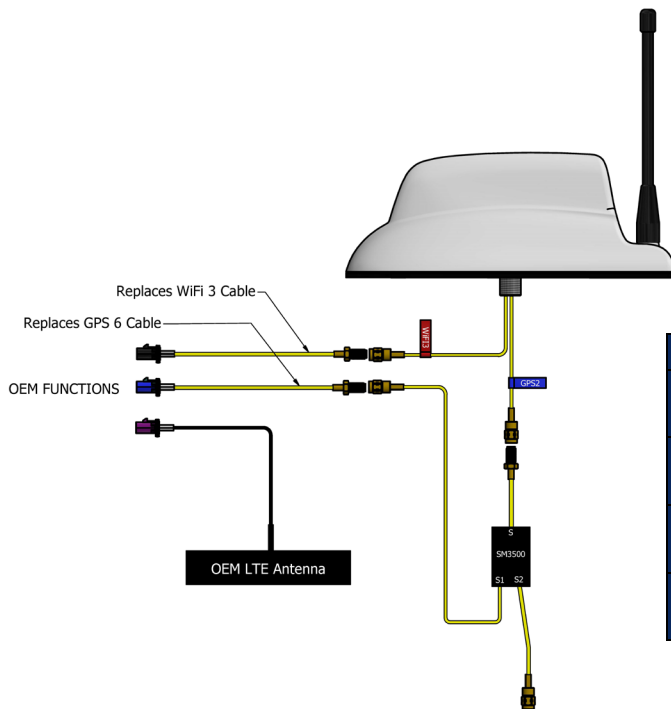 Replaces WiFi 3 Cable
Replaces GPS 6 Cable
WiFi3
OEM FUNCTIONS
GPS2
S
SM3500
S1 S2
OEM LTE Antenna